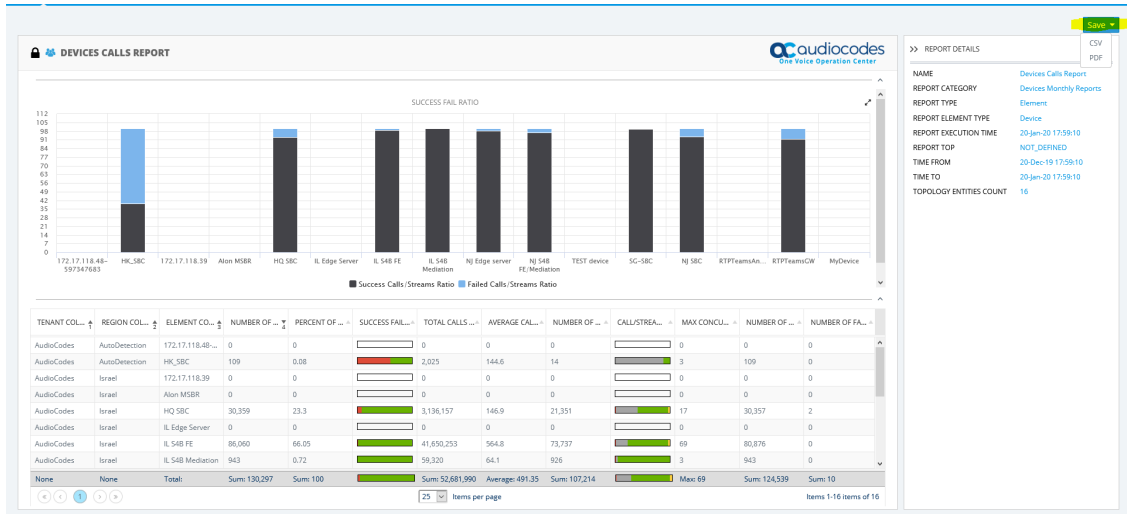 Save
CSV
PDF
DEVICES CALLS REPORT
audiocodes
One Voice Operation Center
SUCCESS FAIL RATIO
112
105
98
91
84
77
70
63
56
49
42
35
28
21
14
7
0
172.17.118.48-597347683 HK_SBC 172.17.118.39 Alon MSBR HQ SBC IL Edge Server IL S4B FE IL S4B Mediation NJ Edge server NJ S4B FE/Mediation TEST device SG-SBC NJ SBC RTPTeamsAn... RTPTeamsGW MyDevice
Success Calls/Streams Ratio Failed Calls/Streams Ratio
TENANT COL... 1 REGION COL... 2 ELEMENT CO... 3 NUMBER OF ... 4 PERCENT OF ... SUCCESS FAIL... TOTAL CALLS ... AVERAGE CAL... NUMBER OF ... CALL/STREA... MAX CONCU... NUMBER OF ... NUMBER OF FA...
AudioCodes AutoDetection 172.17.118.48-... 0 0 0 0 0 0 0 0
AudioCodes AutoDetection HK_SBC 109 0.08 2,025 144.6 14 3 109 0
AudioCodes Israel 172.17.118.39 0 0 0 0 0 0 0 0
AudioCodes Israel Alon MSBR 0 0 0 0 0 0 0 0
AudioCodes Israel HQ SBC 30,359 23.3 3,136,157 146.9 21,351 17 30,357 2
AudioCodes Israel IL Edge Server 0 0 0 0 0 0 0 0
AudioCodes Israel IL S4B FE 86,060 66.05 41,650,253 564.8 73,737 69 80,876 0
AudioCodes Israel IL S4B Mediation 943 0.72 59,320 64.1 926 3 943 0
None None Total: Sum: 130,297 Sum: 100 Sum: 52,681,990 Average: 491.35 Sum: 107,214 Max: 69 Sum: 124,539 Sum: 10
1 25 Items per page Items 1-16 items of 16
REPORT DETAILS
NAME Devices Calls Report
REPORT CATEGORY Devices Monthly Reports
REPORT TYPE Element
REPORT ELEMENT TYPE Device
REPORT EXECUTION TIME 20-Jan-20 17:59:10
REPORT TOP NOT_DEFINED
TIME FROM 20-Dec-19 17:59:10
TIME TO 20-Jan-20 17:59:10
TOPOLOGY ENTITIES COUNT 16